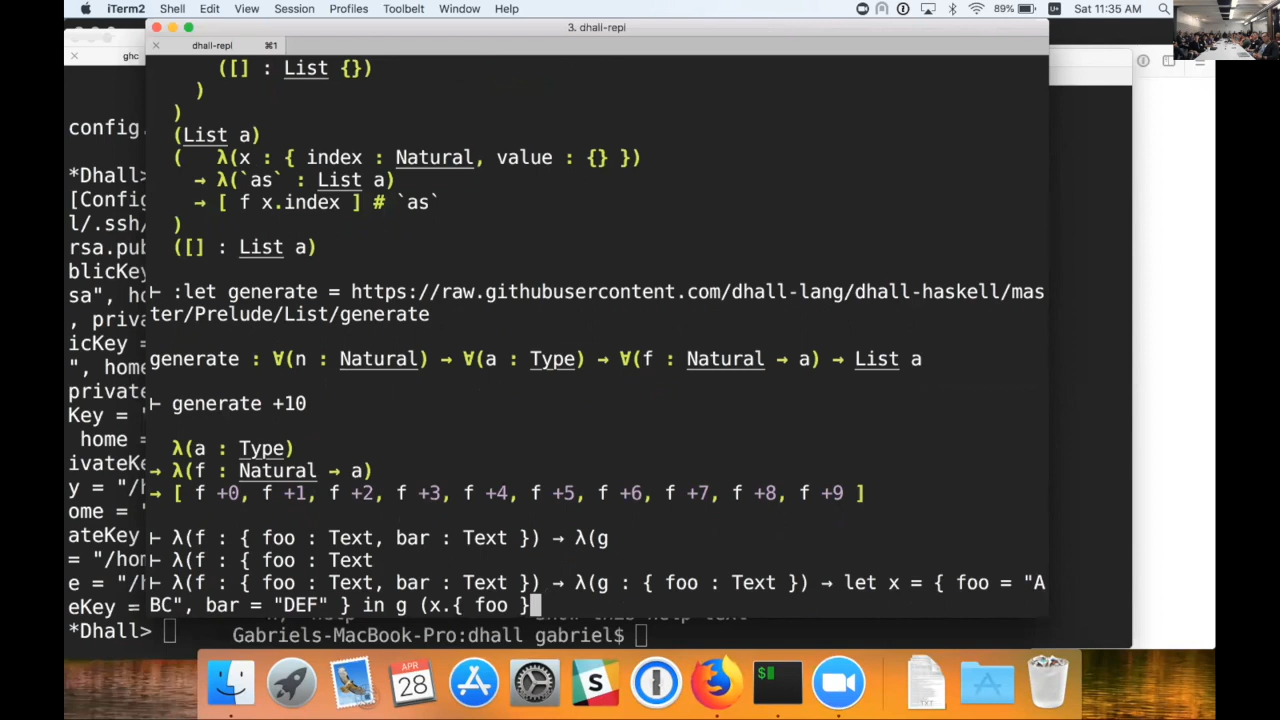 iTerm2 Shell Edit View Session Profiles Toolbelt Window Help 89% Sat 11:35 AM
3. dhall-repl
ghc
dhall-repl ⌘1
([] : List {})
)
)
(List a)
( λ(x : { index : Natural, value : {} })
→ λ(`as` : List a)
→ [ f x.index ] # `as`
)
([] : List a)
⊢ :let generate = https://raw.githubusercontent.com/dhall-lang/dhall-haskell/mas
ter/Prelude/List/generate
generate : ∀(n : Natural) → ∀(a : Type) → ∀(f : Natural → a) → List a
⊢ generate +10
λ(a : Type)
→ λ(f : Natural → a)
→ [ f +0, f +1, f +2, f +3, f +4, f +5, f +6, f +7, f +8, f +9 ]
⊢ λ(f : { foo : Text, bar : Text }) → λ(g
⊢ λ(f : { foo : Text
⊢ λ(f : { foo : Text, bar : Text }) → λ(g : { foo : Text }) → let x = { foo = "A
BC", bar = "DEF" } in g (x.{ foo }
config.
*Dhall>
[Config
l/.ssh/
rsa.pub
blicKey
sa", ho
, priva
icKey =
", home
private
Key = "
home =
ivateKe
y = "/h
ome = "
ateKey
= "/hom
e = "/h
eKey =
*Dhall>
Gabriels-MacBook-Pro:dhall gabriel$
APR
28
$
TXT